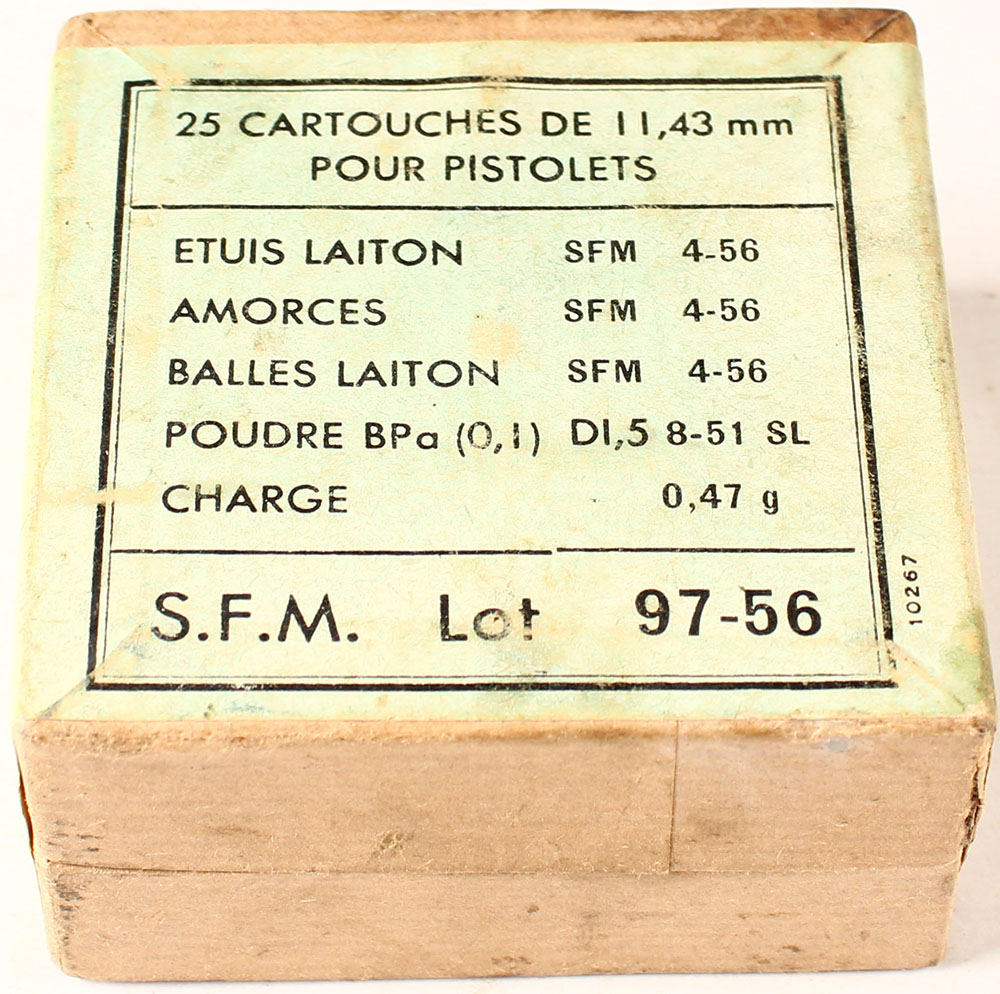 25 CARTOUCHES DE 11,43 mm
POUR PISTOLETS
ETUIS LAITON SFM 4-56
AMORCES SFM 4-56
BALLES LAITON SFM 4-56
POUDRE BPa (0,1) D1,5 8-51 SL
CHARGE 0,47 g
S.F.M. Lot 97-56
10267